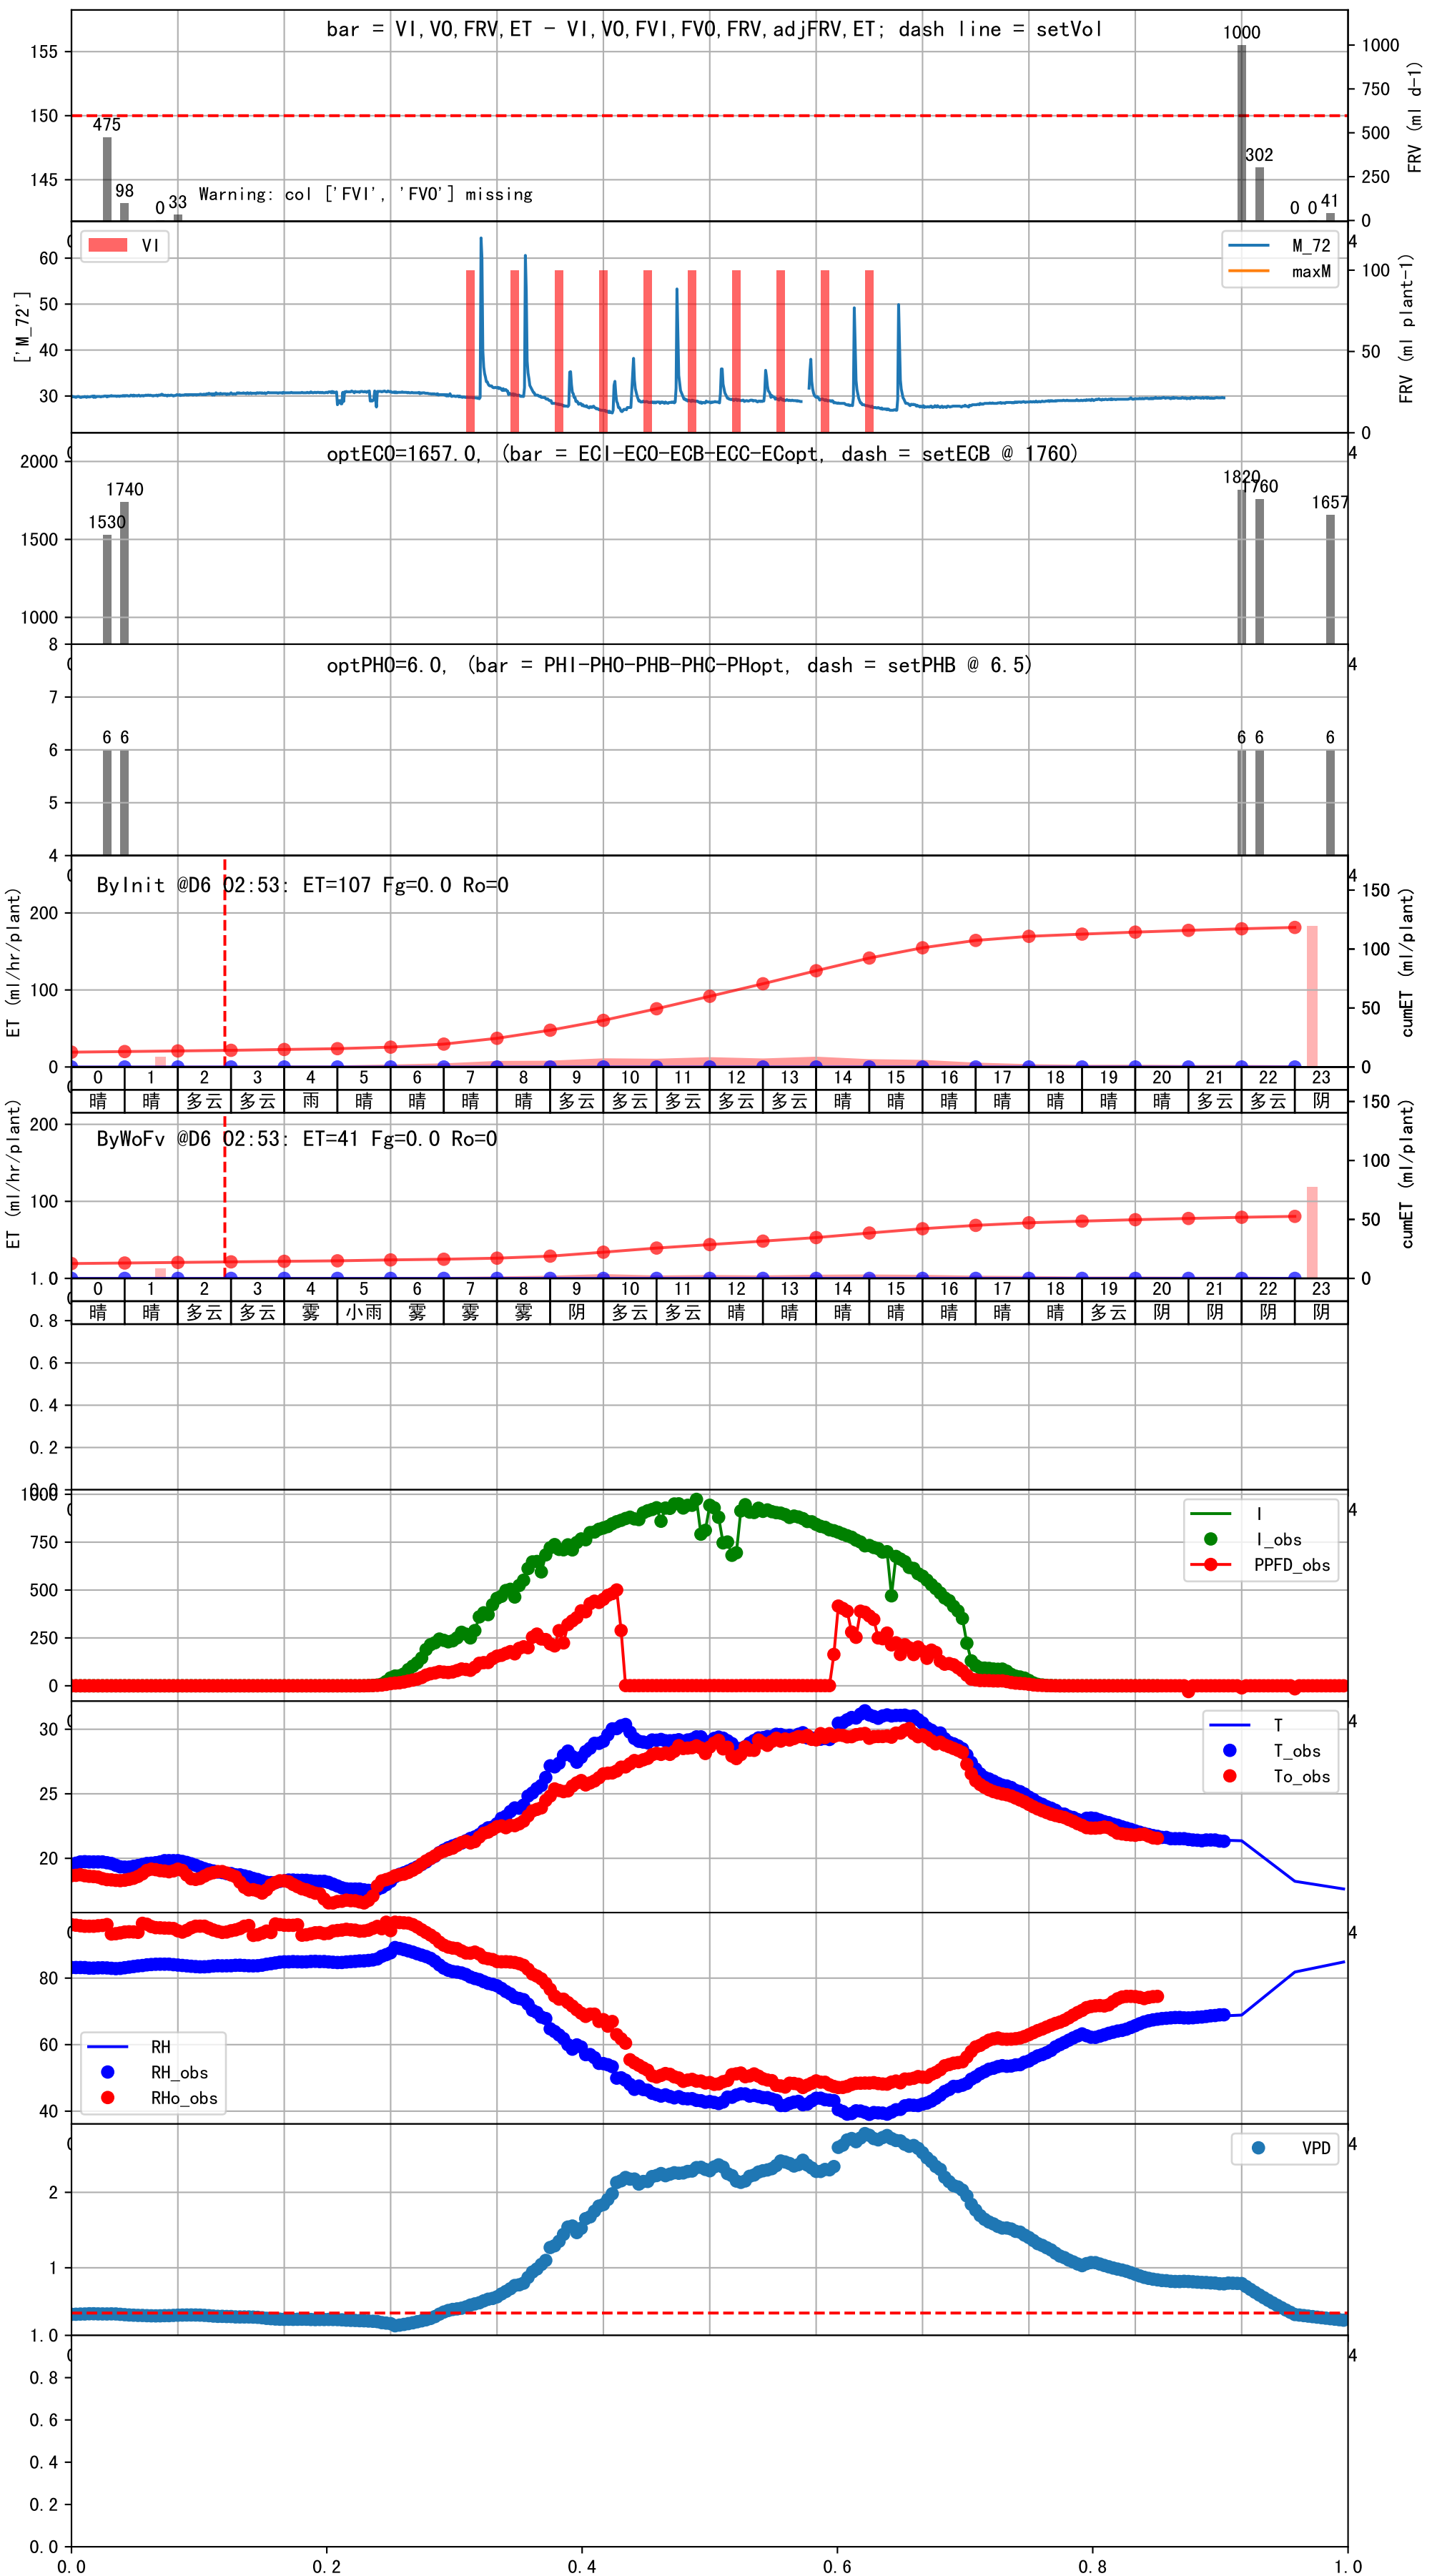 bar = VI,VO,FRV,ET - VI,VO,FVI,FVO,FRV,adjFRV,ET; dash line = setVol
155
150
145
1000
750
500
250
0
FRV (ml d-1)
475
98
0
33
1000
302
0
0
41
Warning: col ['FVI', 'FVO'] missing
['M_72']
60
50
40
30
VI
M_72
maxM
100
50
0
FRV (ml plant-1)
4
optECO=1657.0, (bar = ECI-ECO-ECB-ECC-ECopt, dash = setECB @ 1760)
2000
1500
1000
1530
1740
1820
1760
1657
4
optPHO=6.0, (bar = PHI-PHO-PHB-PHC-PHopt, dash = setPHB @ 6.5)
8
7
6
5
4
6 6
6 6
6
4
ByInit @D6 02:53: ET=107 Fg=0.0 Ro=0
ET (ml/hr/plant)
200
100
0
150
100
50
0
cumET (ml/plant)
4
0 1 2 3 4 5 6 7 8 9 10 11 12 13 14 15 16 17 18 19 20 21 22 23
晴 晴 多云 多云 雨 晴 晴 晴 晴 多云 多云 多云 多云 多云 晴 晴 晴 晴 晴 晴 晴 多云 多云 阴
ByWoFv @D6 02:53: ET=41 Fg=0.0 Ro=0
ET (ml/hr/plant)
200
100
150
100
50
0
cumET (ml/plant)
0 1 2 3 4 5 6 7 8 9 10 11 12 13 14 15 16 17 18 19 20 21 22 23
晴 晴 多云 多云 雾 小雨 雾 雾 雾 阴 多云 多云 晴 晴 晴 晴 晴 晴 晴 多云 阴 阴 阴 阴
1.0
0.8
0.6
0.4
0.2
1000
750
500
250
0
I
I_obs
PPFD_obs
4
30
25
20
T
T_obs
To_obs
4
80
60
40
RH
RH_obs
RHo_obs
4
2
1
VPD
4
1.0
0.8
0.6
0.4
0.2
0.0
4
0.0 0.2 0.4 0.6 0.8 1.0